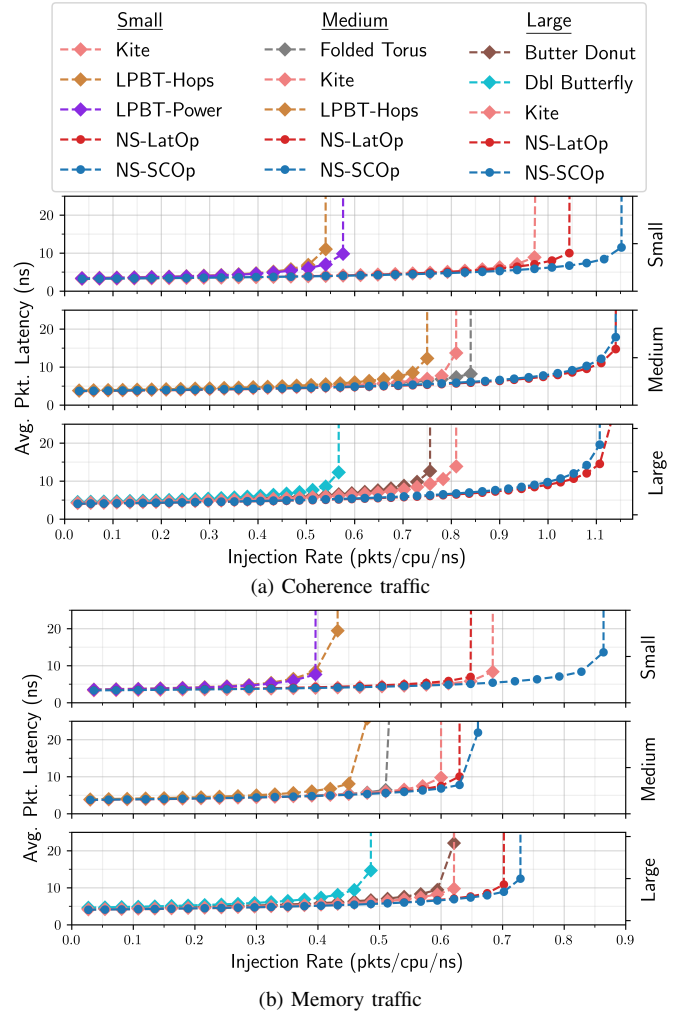 Small Medium Large
Kite Folded Torus Butter Donut
LPBT-Hops Kite Dbl Butterfly
LPBT-Power LPBT-Hops Kite
NS-LatOp NS-LatOp NS-LatOp
NS-SCOp NS-SCOp NS-SCOp
Avg. Pkt. Latency (ns)
20
10
0
Small
20
10
0
Medium
20
10
0
Large
0.0 0.1 0.2 0.3 0.4 0.5 0.6 0.7 0.8 0.9 1.0 1.1
Injection Rate (pkts/cpu/ns)
(a) Coherence traffic
Avg. Pkt. Latency (ns)
20
10
0
Small
20
10
0
Medium
20
10
0
Large
0.0 0.1 0.2 0.3 0.4 0.5 0.6 0.7 0.8 0.9
Injection Rate (pkts/cpu/ns)
(b) Memory traffic